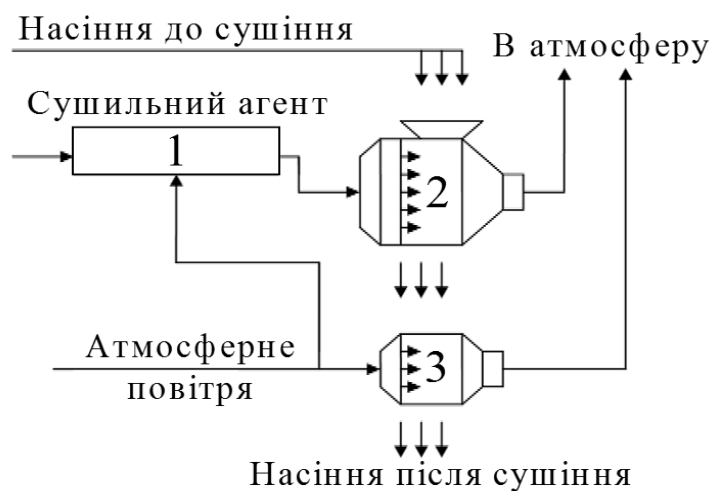 Насіння до сушіння
В атмосферу
Сушильний агент
1
2
Атмосферне
повітря
3
Насіння після сушіння